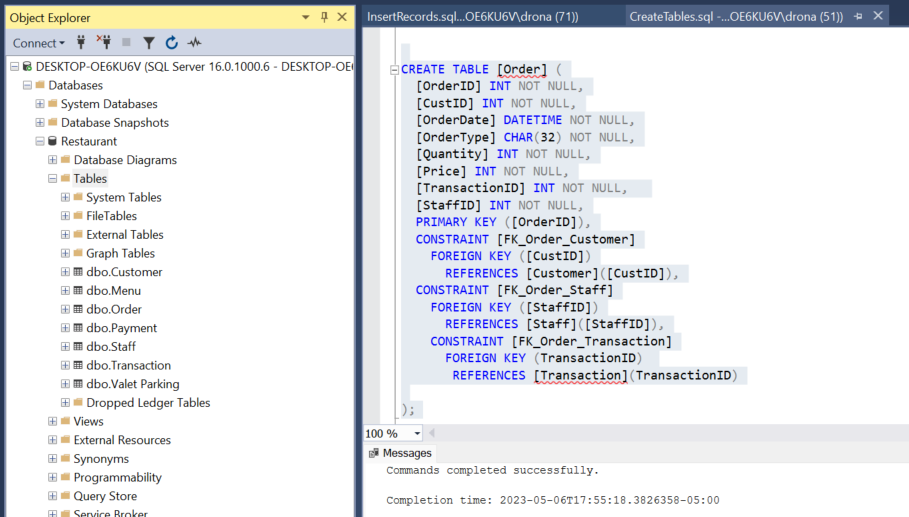 Object Explorer
Connect
DESKTOP-OE6KU6V (SQL Server 16.0.1000.6 - DESKTOP-OE
Databases
System Databases
Database Snapshots
Restaurant
Database Diagrams
Tables
System Tables
FileTables
External Tables
Graph Tables
dbo.Customer
dbo.Menu
dbo.Order
dbo.Payment
dbo.Staff
dbo.Transaction
dbo.Valet Parking
Dropped Ledger Tables
Views
External Resources
Synonyms
Programmability
Query Store
Service Broker
InsertRecords.sql...OE6KU6V\drona (71))
CreateTables.sql -...OE6KU6V\drona (51))
CREATE TABLE [Order] (
[OrderID] INT NOT NULL,
[CustID] INT NOT NULL,
[OrderDate] DATETIME NOT NULL,
[OrderType] CHAR(32) NOT NULL,
[Quantity] INT NOT NULL,
[Price] INT NOT NULL,
[TransactionID] INT NOT NULL,
[StaffID] INT NOT NULL,
PRIMARY KEY ([OrderID]),
CONSTRAINT [FK_Order_Customer]
FOREIGN KEY ([CustID])
REFERENCES [Customer]([CustID]),
CONSTRAINT [FK_Order_Staff]
FOREIGN KEY ([StaffID])
REFERENCES [Staff]([StaffID]),
CONSTRAINT [FK_Order_Transaction]
FOREIGN KEY (TransactionID)
REFERENCES [Transaction](TransactionID)
);
100 %
Messages
Commands completed successfully.
Completion time: 2023-05-06T17:55:18.3826358-05:00